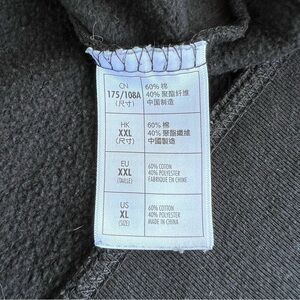 CN
175/108A
(尺寸)
60% 棉
40% 聚酯纤维
中国制造
HK
XXL
(尺寸)
60% 棉
40% 聚酯纖維
中國製造
EU
XXL
(TAILLE)
60% COTTON
40% POLYESTER
FABRIQUE EN CHINE
US
XL
(SIZE)
60% COTTON
40% POLYESTER
MADE IN CHINA